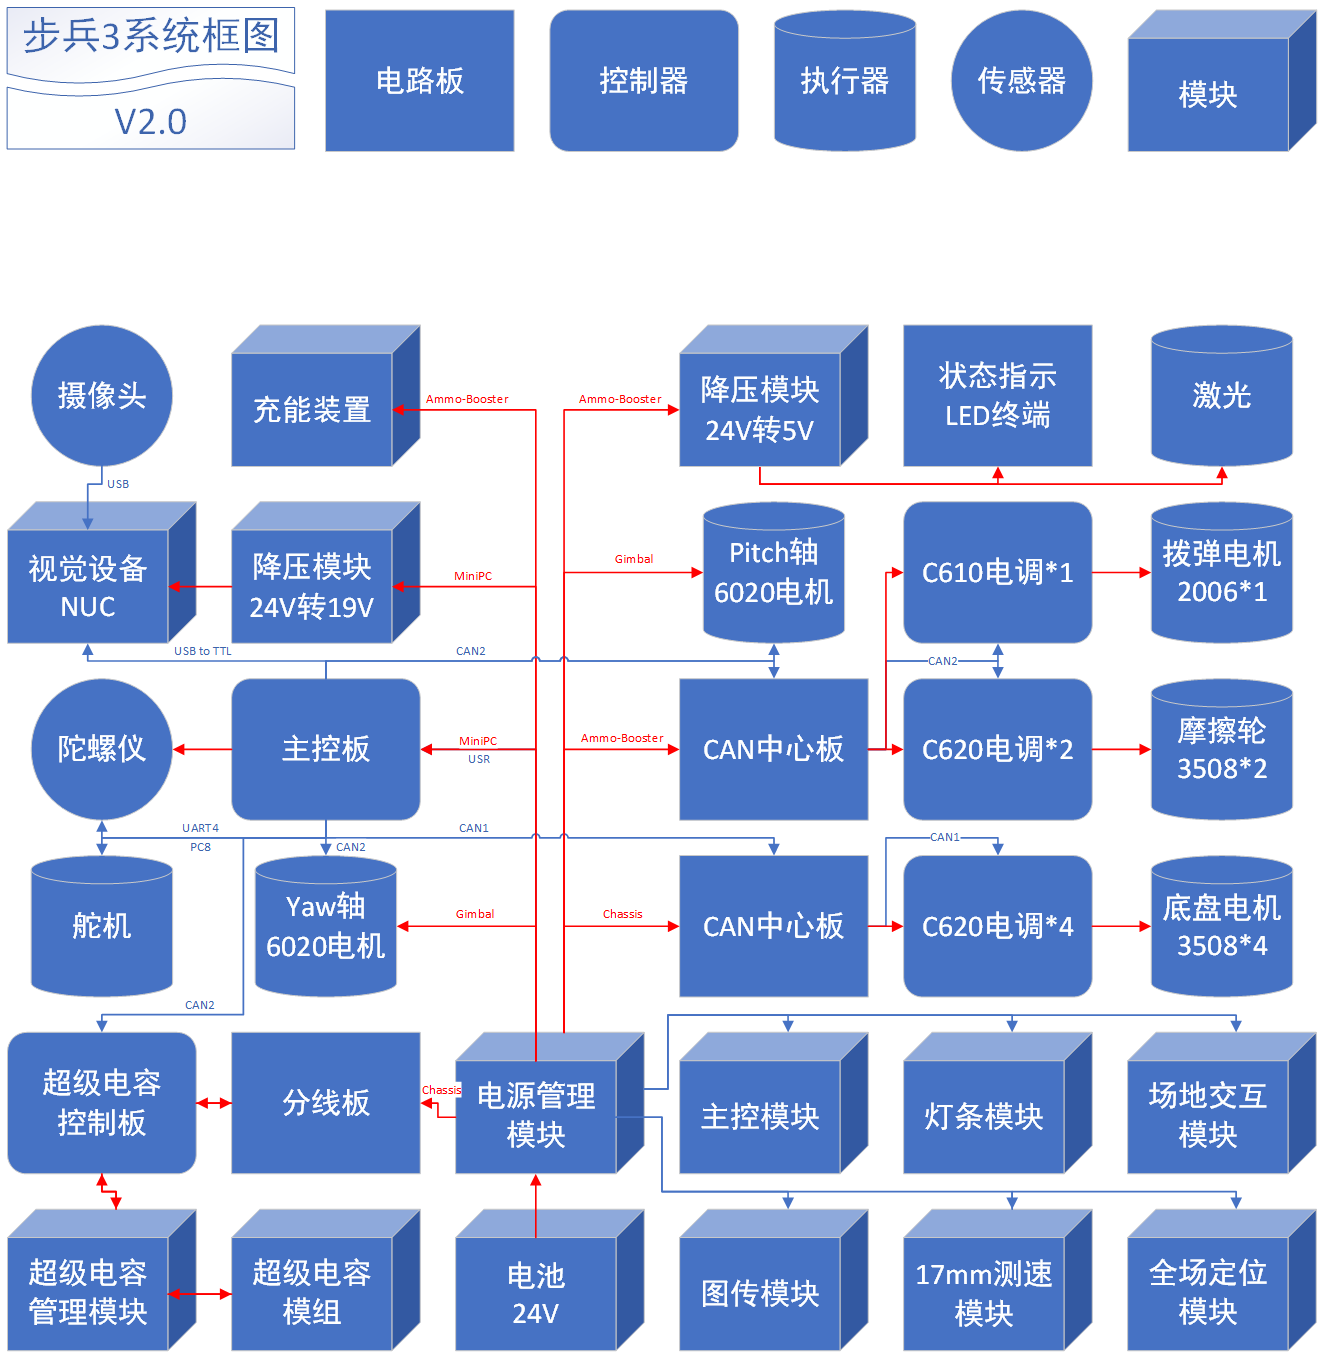 步兵3系统框图
V2.0
电路板
控制器
执行器
传感器
模块
摄像头
充能装置
Ammo-Booster
Ammo-Booster
降压模块
24V转5V
状态指示
LED终端
激光
USB
视觉设备
NUC
降压模块
24V转19V
MiniPC
Gimbal
Pitch轴
6020电机
C610电调*1
拨弹电机
2006*1
USB to TTL
CAN2
CAN2
陀螺仪
主控板
MiniPC
USR
Ammo-Booster
CAN中心板
C620电调*2
摩擦轮
3508*2
UART4
PC8
CAN2
CAN1
CAN1
舵机
Yaw轴
6020电机
Gimbal
Chassis
CAN中心板
C620电调*4
底盘电机
3508*4
CAN2
超级电容
控制板
分线板
Chassis
电源管理
模块
主控模块
灯条模块
场地交互
模块
超级电容
管理模块
超级电容
模组
电池
24V
图传模块
17mm测速
模块
全场定位
模块